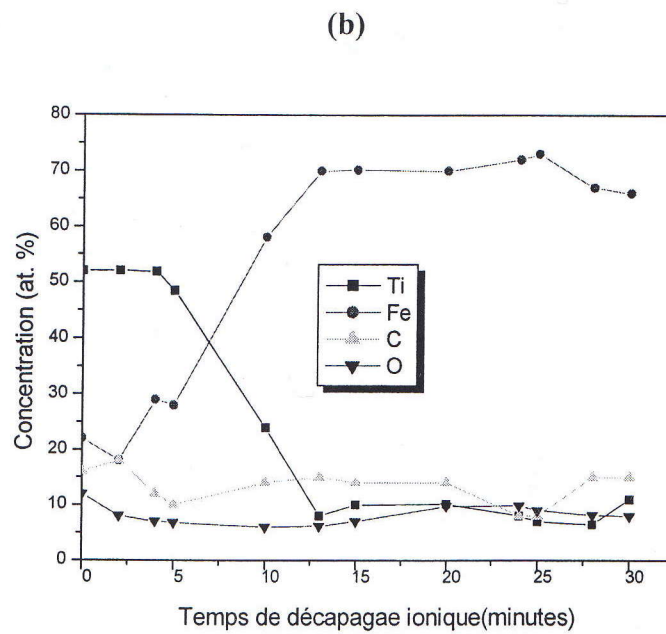 (b)
80
70
60
50
40
30
20
10
0
Concentration (at. %)
Ti
Fe
C
O
0 5 10 15 20 25 30
Temps de décapagae ionique(minutes)